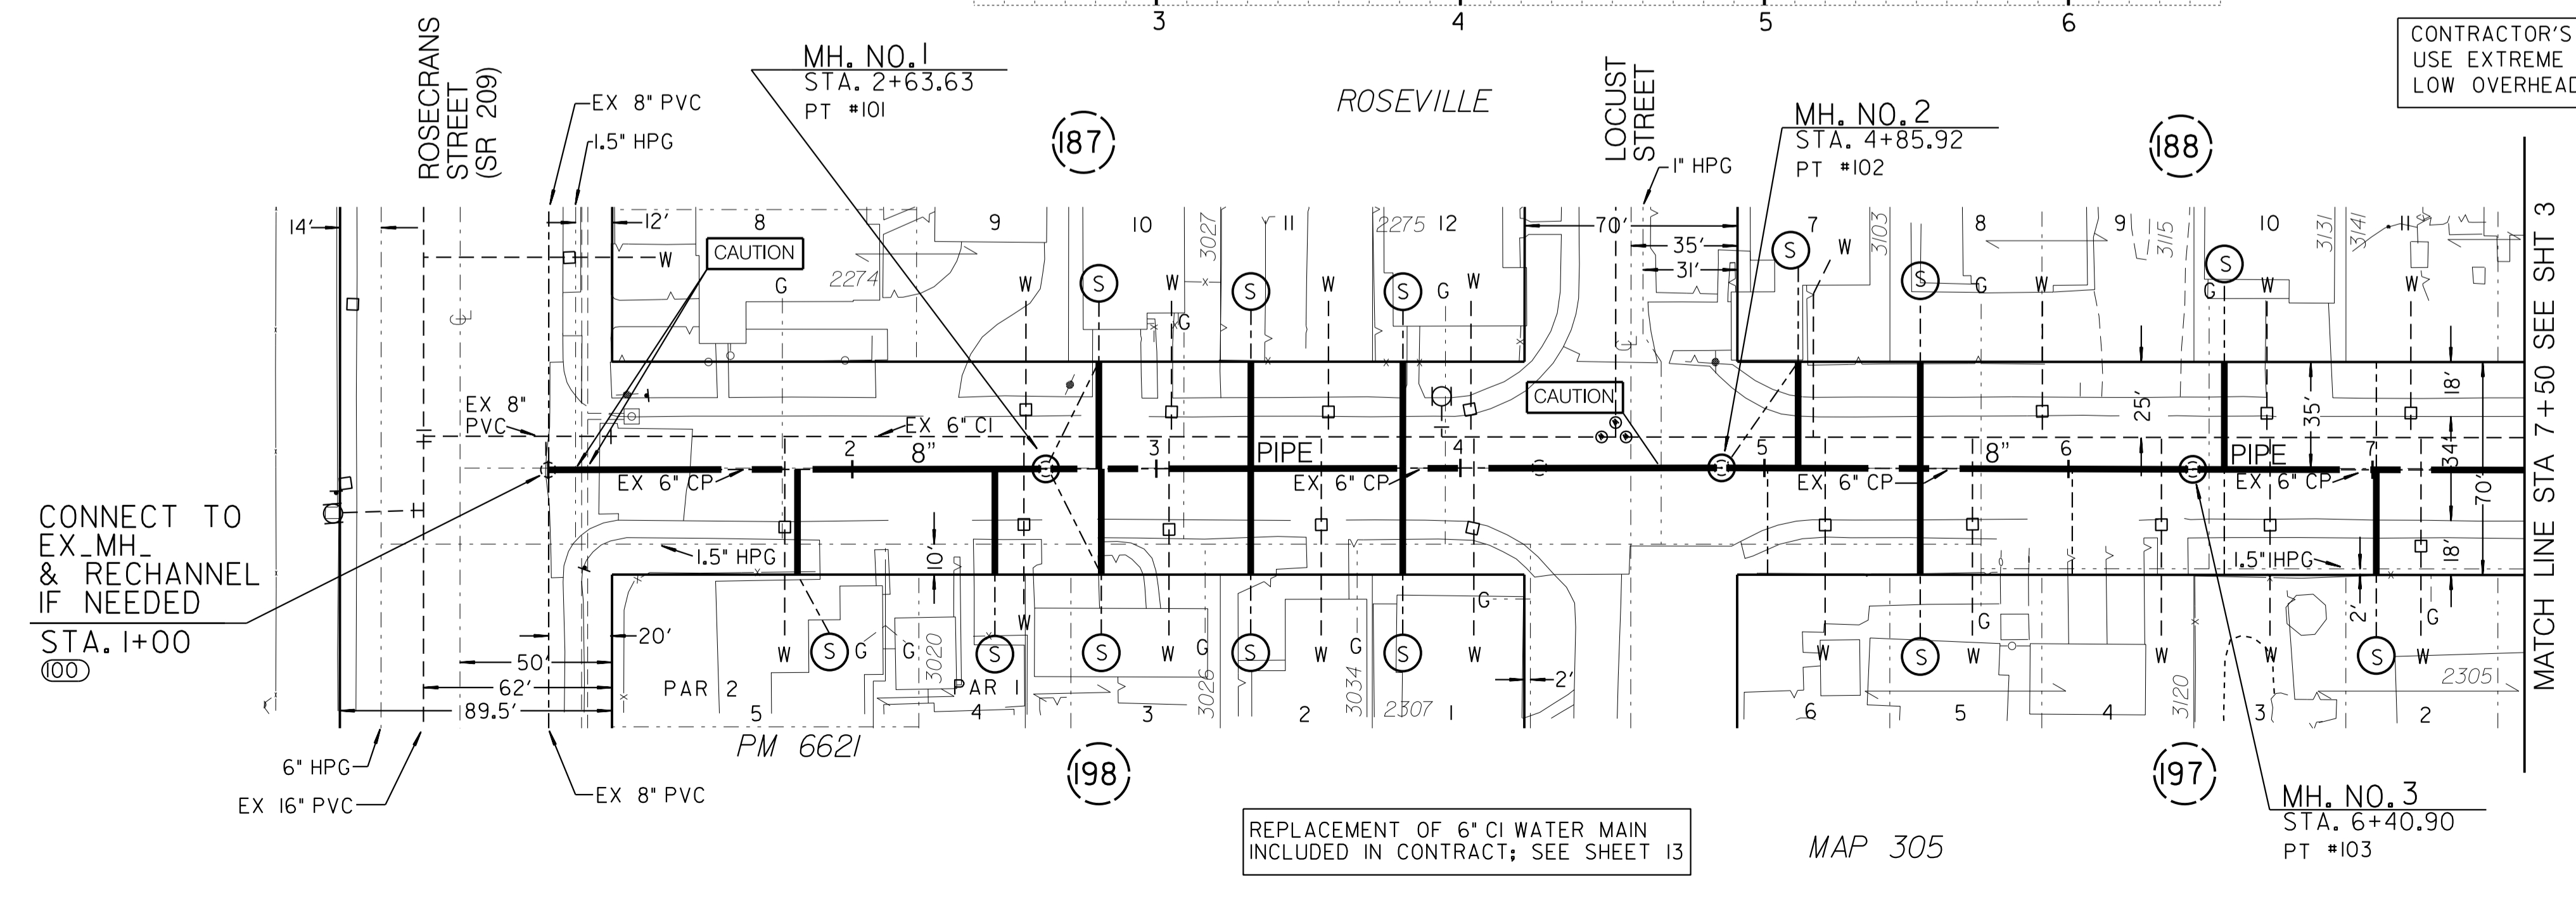 3
4
5
6
CONTRACTOR'S
USE EXTREME
LOW OVERHEAD
ROSECRANS
STREET
(SR 209)
EX 8" PVC
1.5" HPG
MH. NO. 1
STA. 2+63.63
PT #101
187
ROSEVILLE
LOCUST
STREET
1" HPG
MH. NO. 2
STA. 4+85.92
PT #102
188
14'
12'
8
9
10
3027
11
2275
12
70'
35'
31'
7
3103
8
9
3115
10
3131
3141
11
CAUTION
W
G
2274
W
S
W
G
S
W
S
G
W
S
W
S
G
W
S
G
W
W
CAUTION
EX 8"
PVC
EX 6" CI
1
2
8"
3
PIPE
4
5
6
8"
PIPE
7
25'
35'
18'
34'
70'
18'
EX 6" CP
EX 6" CP
EX 6" CP
EX 6" CP
CONNECT TO
EX_MH_
& RECHANNEL
IF NEEDED
STA. 1+00
100
1.5" HPG
10'
1.5" HPG
2'
20'
50'
62'
89.5'
W
S
G
G
3020
S
W
S
W
G
S
W
G
S
G
W
W
S
G
W
W
W
S
G
W
PAR 2
PAR 1
5
4
3
3026
2
3034
2307
1
2'
6
5
4
3120
3
2
2305
MATCH LINE STA 7+50 SEE SHT 3
PM 6621
6" HPG
EX 16" PVC
EX 8" PVC
198
197
REPLACEMENT OF 6" CI WATER MAIN
INCLUDED IN CONTRACT; SEE SHEET 13
MAP 305
MH. NO. 3
STA. 6+40.90
PT #103